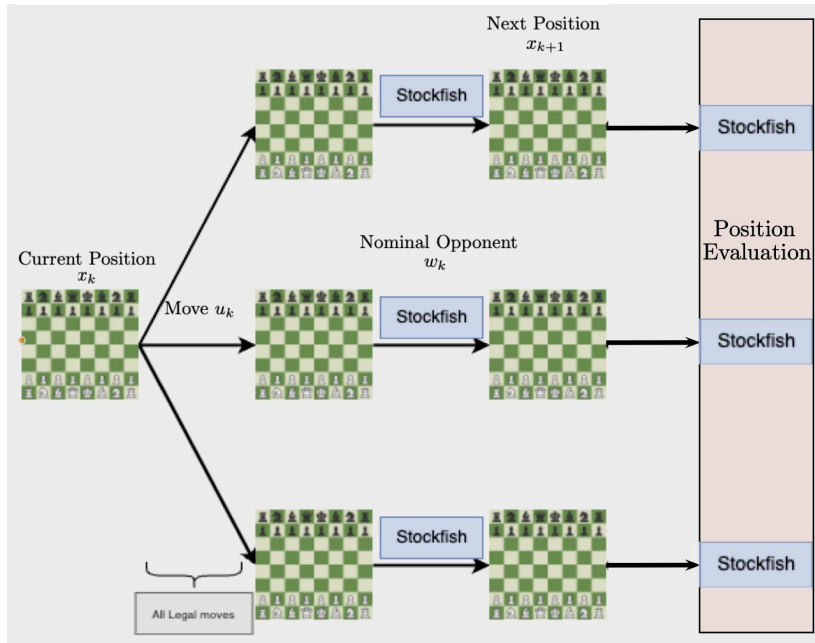 Next Position
x_{k+1}
Stockfish
Stockfish
Position
Evaluation
Nominal Opponent
w_k
Current Position
x_k
Move u_k
Stockfish
Stockfish
Stockfish
Stockfish
All Legal moves